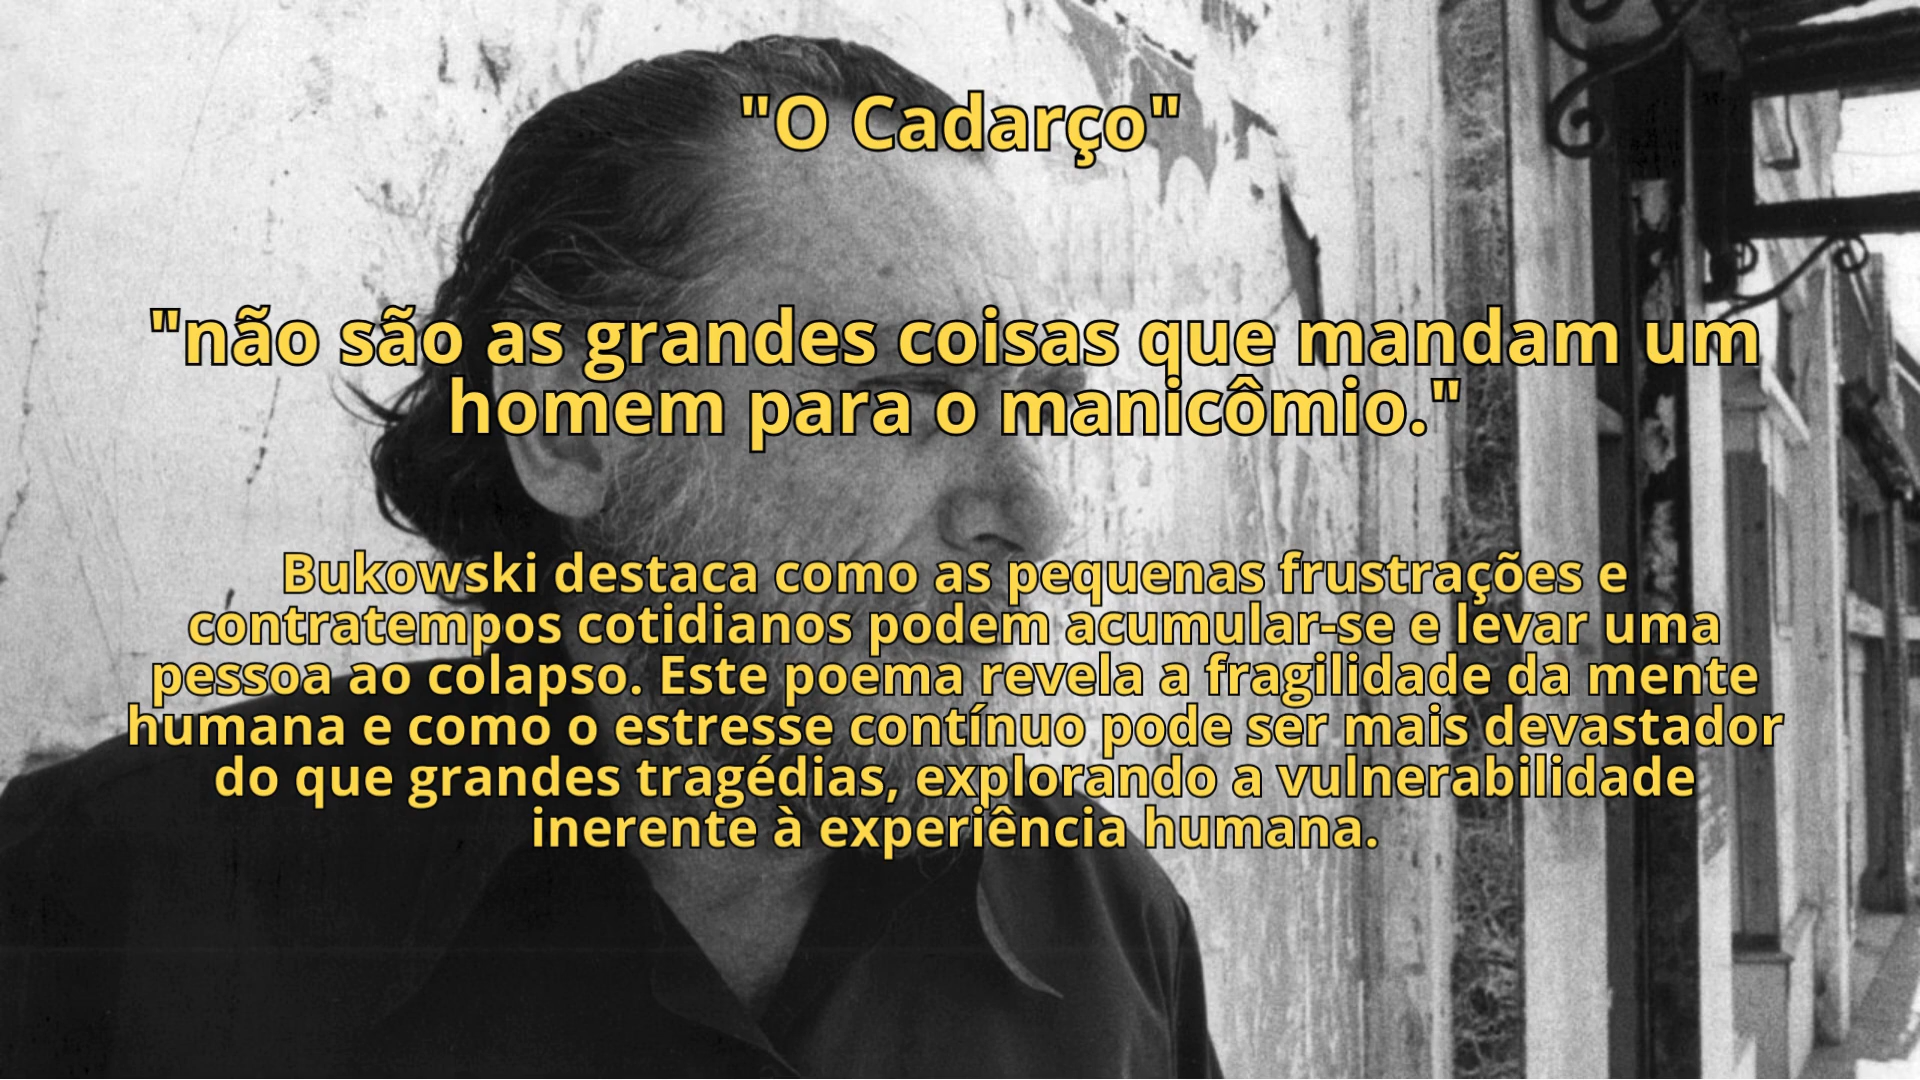 "O Cadarço"
"não são as grandes coisas que mandam um
homem para o manicômio."
Bukowski destaca como as pequenas frustrações e
contratempos cotidianos podem acumular-se e levar uma
pessoa ao colapso. Este poema revela a fragilidade da mente
humana e como o estresse contínuo pode ser mais devastador
do que grandes tragédias, explorando a vulnerabilidade
inerente à experiência humana.